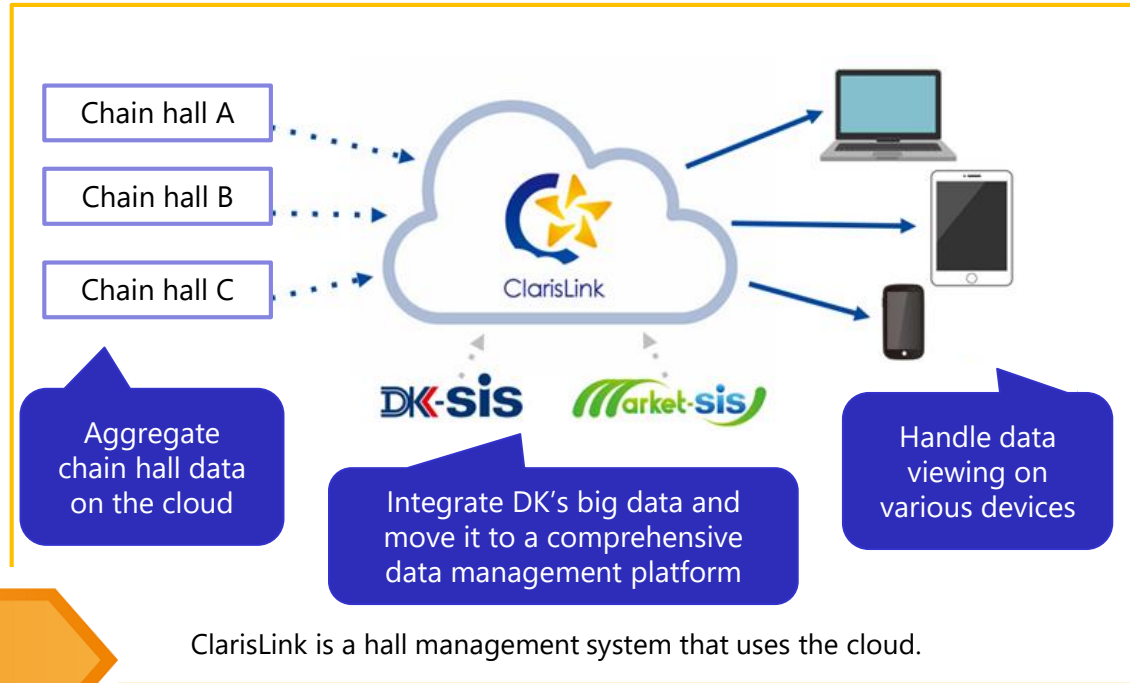 Chain hall A
Chain hall B
Chain hall C
ClarisLink
DK-SIS
Market-SIS
Aggregate
chain hall data
on the cloud
Integrate DK’s big data and
move it to a comprehensive
data management platform
Handle data
viewing on
various devices
ClarisLink is a hall management system that uses the cloud.